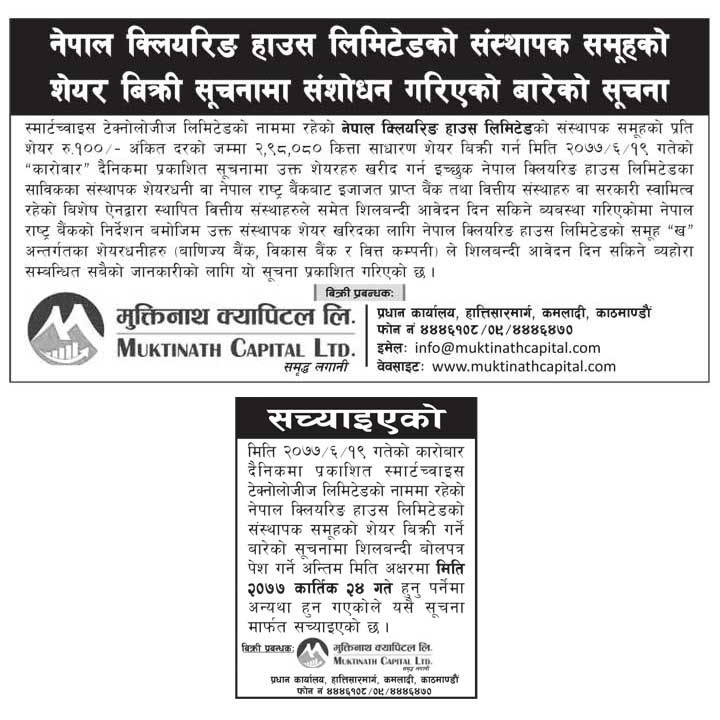 नेपाल क्लियरिङ हाउस लिमिटेडको संस्थापक समूहको
शेयर बिक्री सूचनामा संशोधन गरिएको बारेको सूचना
स्मार्टच्वाइस टेक्नोलोजीज लिमिटेडको नाममा रहेको नेपाल क्लियरिङ हाउस लिमिटेडको संस्थापक समूहको प्रति
शेयर रु.१००/- अंकित दरको जम्मा २,९८,०८० कित्ता साधारण शेयर बिक्री गर्न मिति २०७७/६/१९ गतेको
“कारोवार” दैनिकमा प्रकाशित सूचनामा उक्त शेयरहरु खरीद गर्न इच्छुक नेपाल क्लियरिङ हाउस लिमिटेडका
साविकका संस्थापक शेयरधनी वा नेपाल राष्ट्र बैंकबाट इजाजत प्राप्त बैंक तथा वित्तीय संस्थाहरु वा सरकारी स्वामित्व
रहेको बिशेष ऐनद्वारा स्थापित वित्तीय संस्थाहरुले समेत शिलबन्दी आवेदन दिन सकिने व्यवस्था गरिएकोमा नेपाल
राष्ट्र बैंकको निर्देशन बमोजिम उक्त संस्थापक शेयर खरिदका लागि नेपाल क्लियरिङ हाउस लिमिटेडको समूह “ख”
अन्तर्गतका शेयरधनीहरु (बाणिज्य बैंक, विकास बैंक र वित्त कम्पनी) ले शिलबन्दी आवेदन दिन सकिने व्यहोरा
सम्बन्धित सबैको जानकारीको लागि यो सूचना प्रकाशित गरिएको छ ।
बिक्री प्रबन्धकः
मुक्तिनाथ क्यापिटल लि.
MUKTINATH CAPITAL LTD.
समृद्ध लगानी
प्रधान कार्यालय, हात्तिसारमार्ग, कमलादी, काठमाण्डौं
फोन नं ४४४६१०८/०९/४४४६४७०
इमेलः info@muktinathcapital.com
वेवसाइटः www.muktinathcapital.com
सच्याइएको
मिति २०७७/६/१९ गतेको कारोबार
दैनिकमा प्रकाशित स्मार्टच्वाइस
टेक्नोलोजीज लिमिटेडको नाममा रहेको
नेपाल क्लियरिङ हाउस लिमिटेडको
संस्थापक समूहको शेयर बिक्री गर्ने
बारेको सूचनामा शिलबन्दी बोलपत्र
पेश गर्ने अन्तिम मिति अक्षरमा मिति
२०७७ कार्तिक २४ गते हुनु पर्नेमा
अन्यथा हुन गएकोले यसै सूचना
मार्फत सच्याइएको छ ।
बिक्री प्रबन्धकः
मुक्तिनाथ क्यापिटल लि.
MUKTINATH CAPITAL LTD.
समृद्ध लगानी
प्रधान कार्यालय, हात्तिसारमार्ग, कमलादी, काठमाण्डौं
फोन नं ४४४६१०८/०९/४४४६४७०